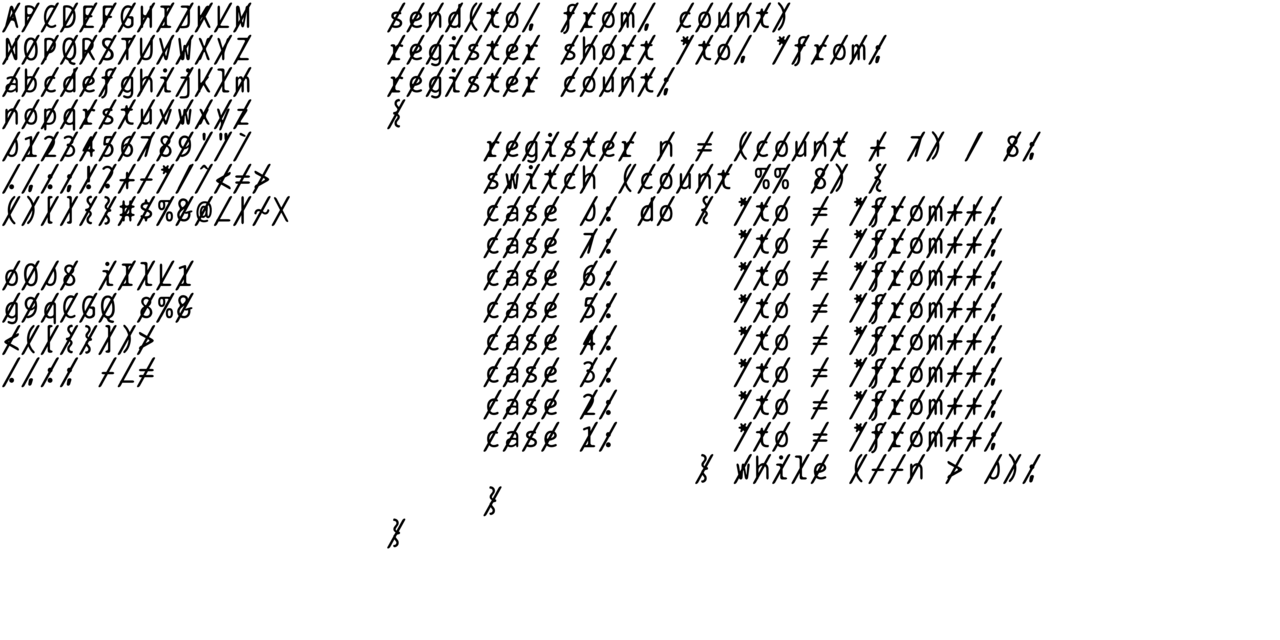 ABCDEFGHIJKLM
NOPQRSTUVWXYZ
abcdefghijklm
nopqrstuvwxyz
0123456789'"`
.,:;!?+-*/\<=>
()[]{}#$%&@_|~^
oO08 iIlL1
g9qCGQ 8%&
<([{}])>
.,:; -_=
send(to, from, count)
register short *to, *from;
register count;
{
register n = (count + 7) / 8;
switch (count %% 8) {
case 0: do { *to = *from++;
case 7: *to = *from++;
case 6: *to = *from++;
case 5: *to = *from++;
case 4: *to = *from++;
case 3: *to = *from++;
case 2: *to = *from++;
case 1: *to = *from++;
} while (--n > 0);
}
}